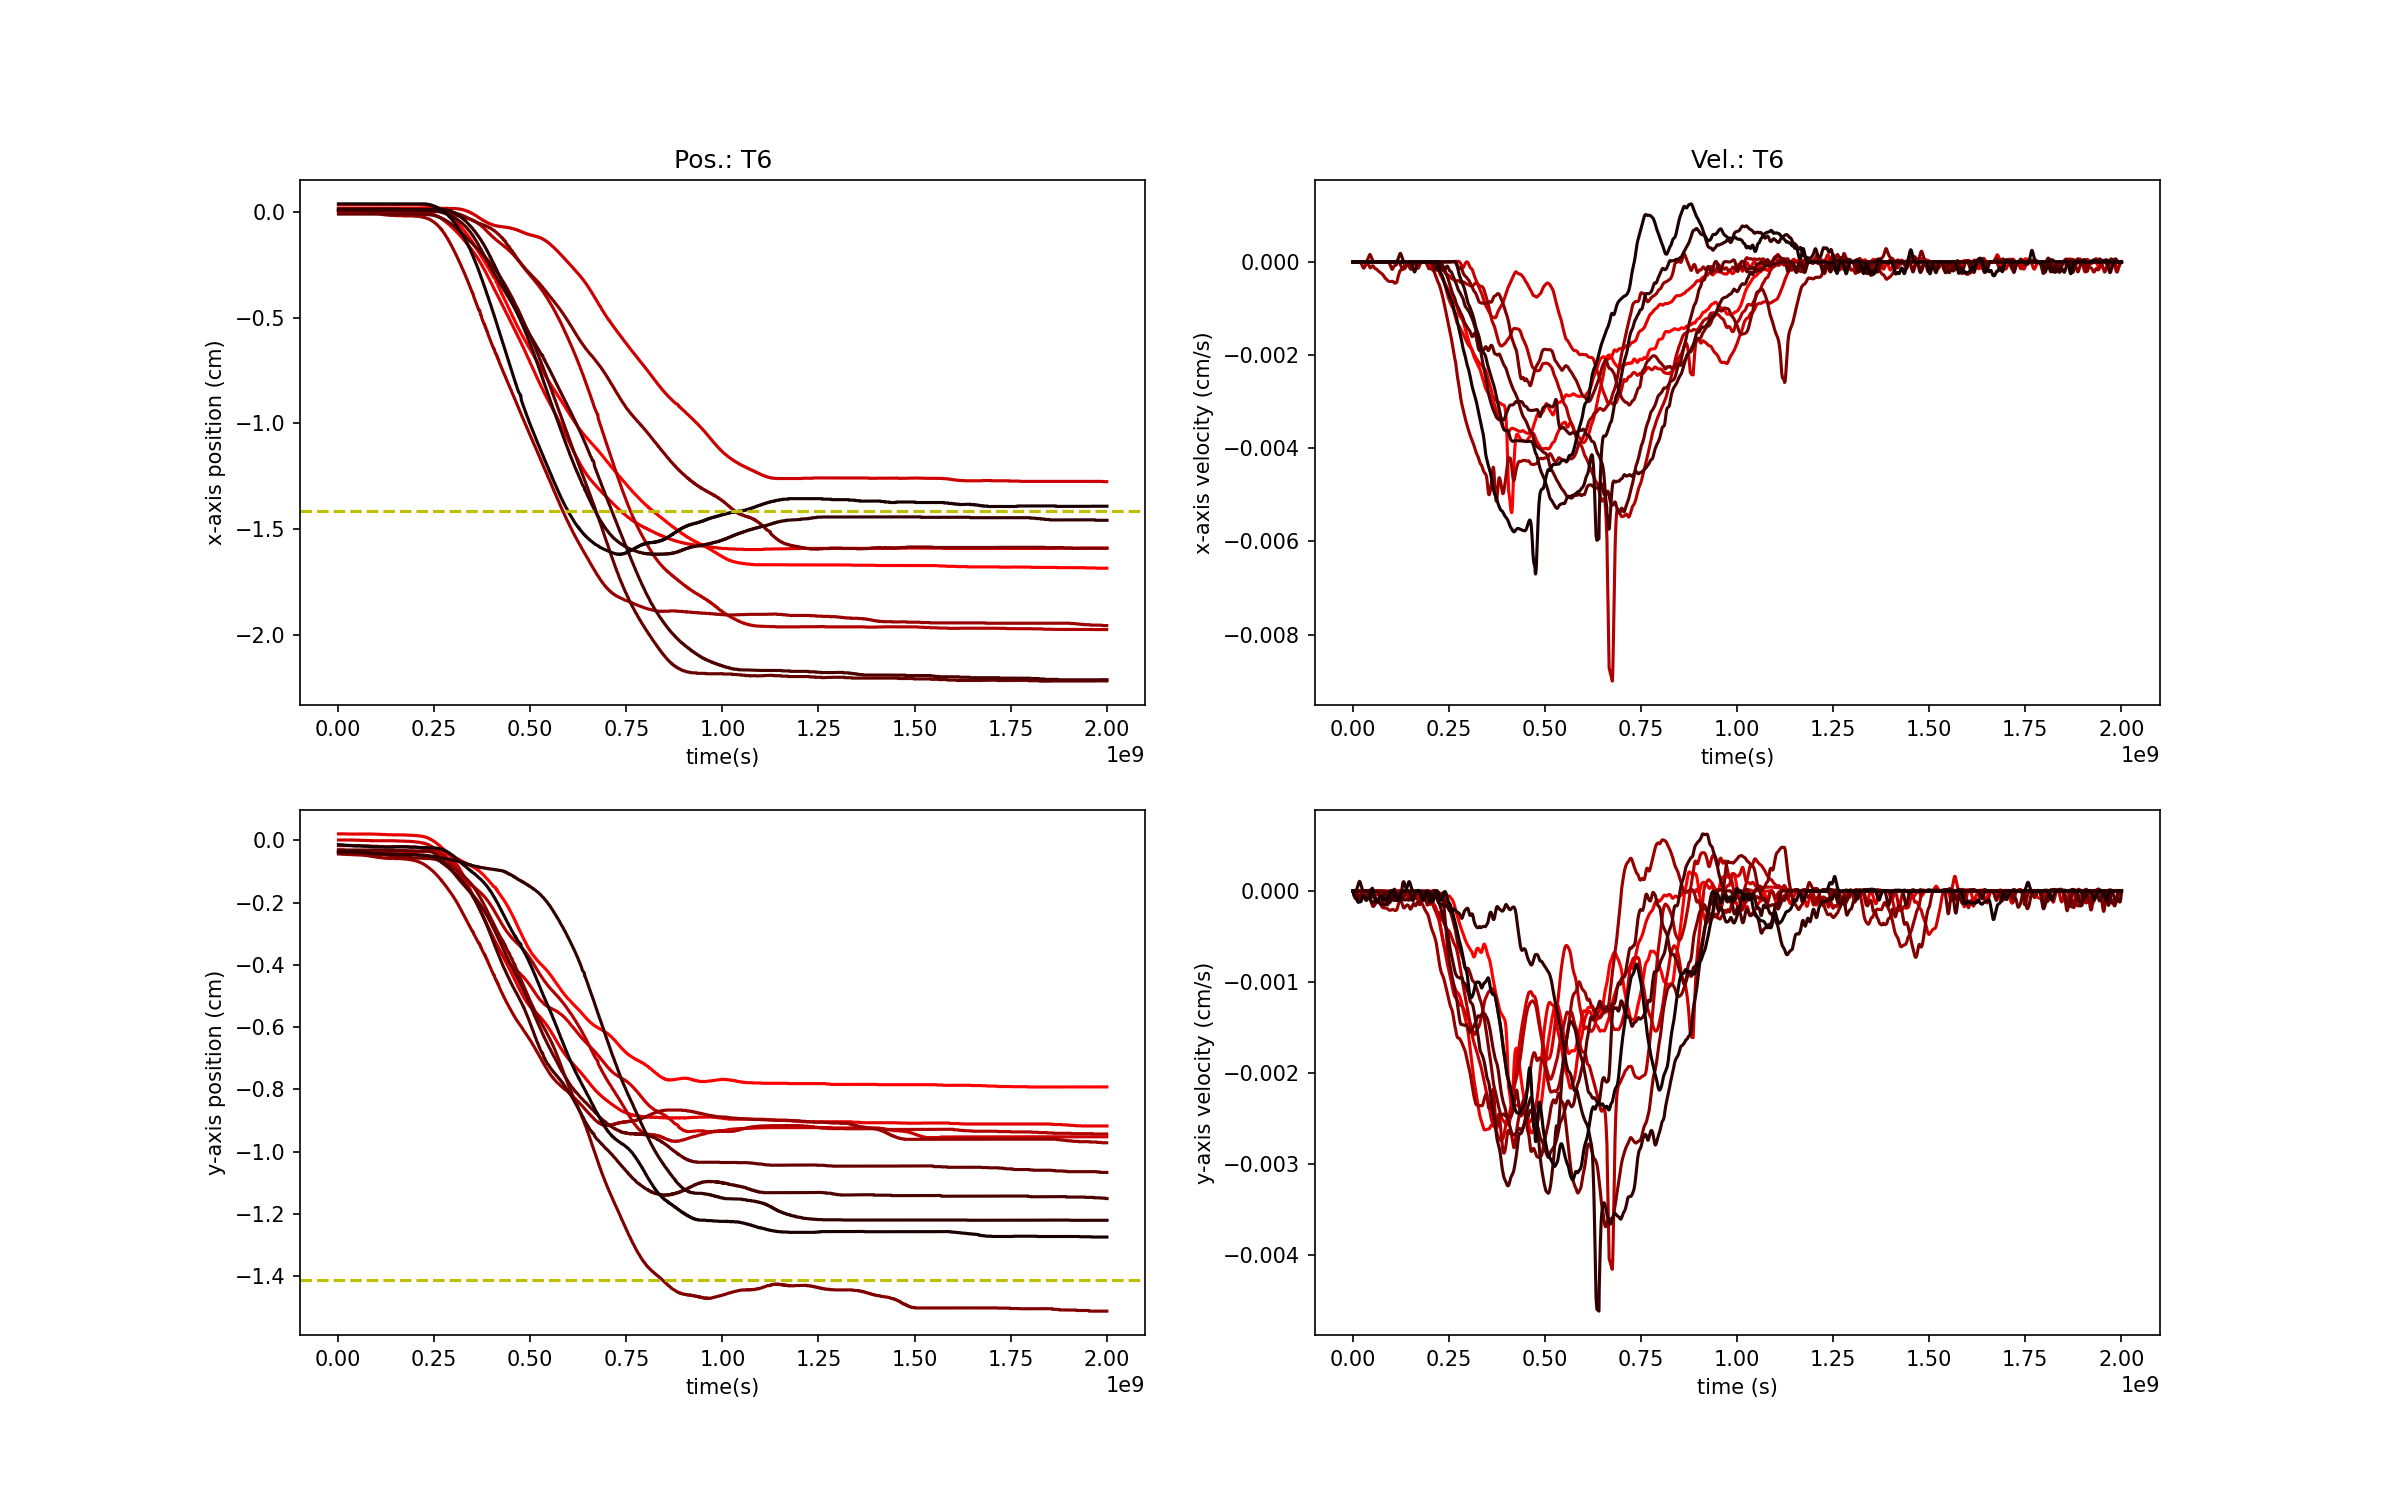 Pos.: T6
x-axis position (cm)
0.0
−0.5
−1.0
−1.5
−2.0
0.00 0.25 0.50 0.75 1.00 1.25 1.50 1.75 2.00
1e9
time(s)
Vel.: T6
x-axis velocity (cm/s)
0.000
−0.002
−0.004
−0.006
−0.008
0.00 0.25 0.50 0.75 1.00 1.25 1.50 1.75 2.00
1e9
time(s)
y-axis position (cm)
0.0
−0.2
−0.4
−0.6
−0.8
−1.0
−1.2
−1.4
0.00 0.25 0.50 0.75 1.00 1.25 1.50 1.75 2.00
1e9
time(s)
y-axis velocity (cm/s)
0.000
−0.001
−0.002
−0.003
−0.004
0.00 0.25 0.50 0.75 1.00 1.25 1.50 1.75 2.00
1e9
time (s)